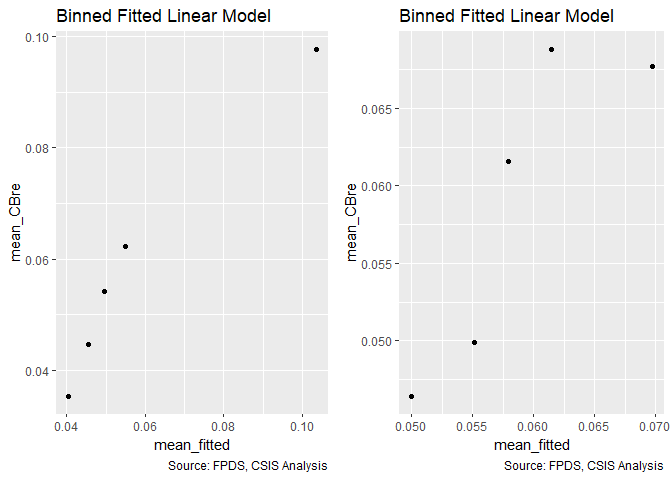 Binned Fitted Linear Model
mean_CBre
0.10
0.08
0.06
0.04
0.04 0.06 0.08 0.10
mean_fitted
Source: FPDS, CSIS Analysis
Binned Fitted Linear Model
mean_CBre
0.065
0.060
0.055
0.050
0.050 0.055 0.060 0.065 0.070
mean_fitted
Source: FPDS, CSIS Analysis